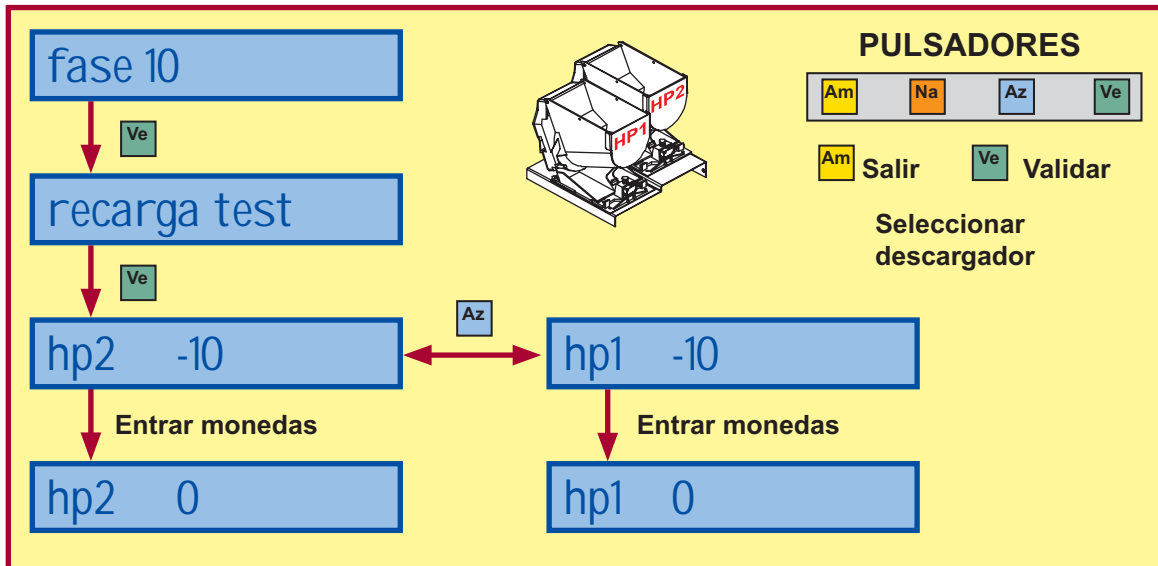 fase 10
Ve
recarga test
Ve
hp2 -10
Az
hp1 -10
Entrar monedas
Entrar monedas
hp2 0
hp1 0
HP1
HP2
PULSADORES
Am Na Az Ve
Am Salir Ve Validar
Seleccionar
descargador